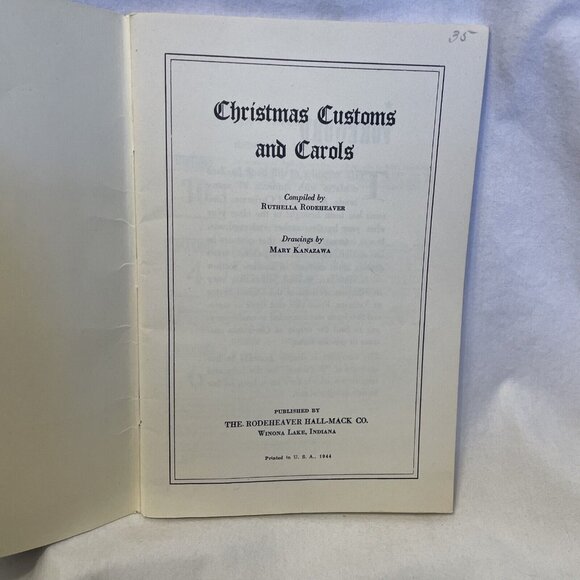 35
Christmas Customs
and Carols
Compiled by
Ruthella Rodeheaver
Drawings by
Mary Kanazawa
PUBLISHED BY
THE RODEHEAVER HALL-MACK CO.
Winona Lake, Indiana
Printed in U. S. A., 1944